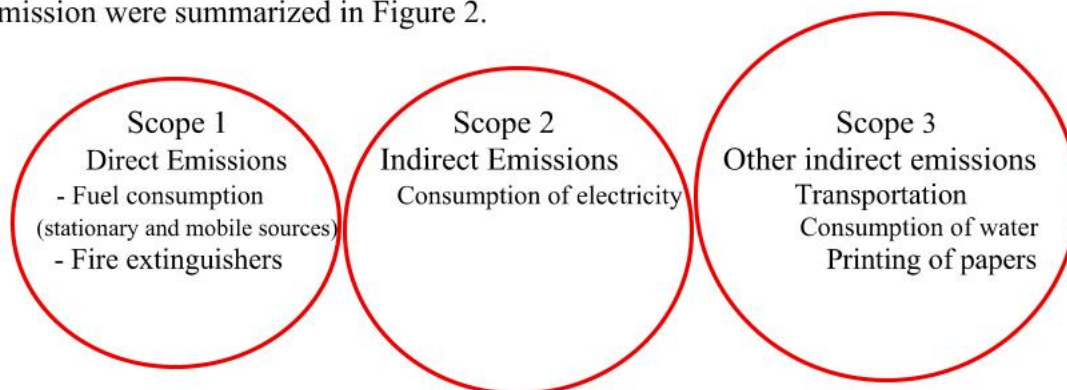 mission were summarized in Figure 2.
Scope 1
Direct Emissions
- Fuel consumption
(stationary and mobile sources)
- Fire extinguishers
Scope 2
Indirect Emissions
Consumption of electricity
Scope 3
Other indirect emissions
Transportation
Consumption of water
Printing of papers